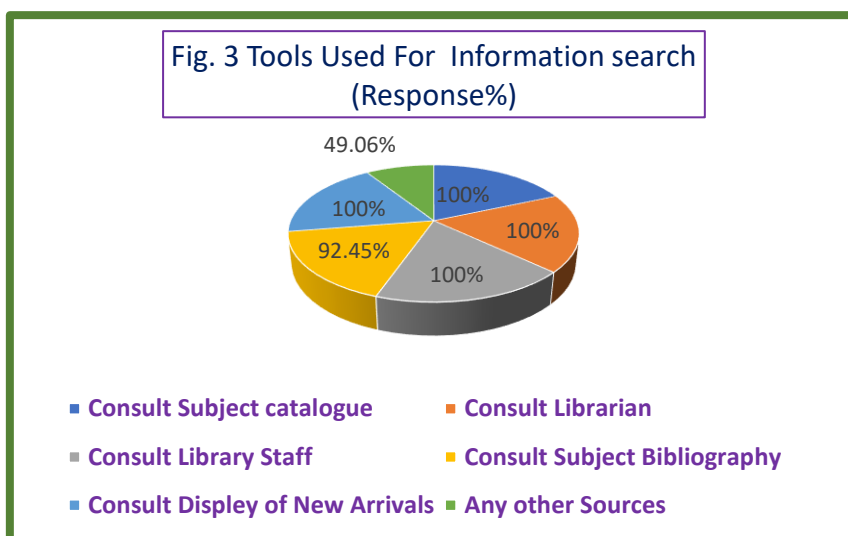 Fig. 3 Tools Used For Information search
(Response%)
49.06%
100%
100%
100%
92.45%
100%
Consult Subject catalogue
Consult Librarian
Consult Library Staff
Consult Subject Bibliography
Consult Displey of New Arrivals
Any other Sources